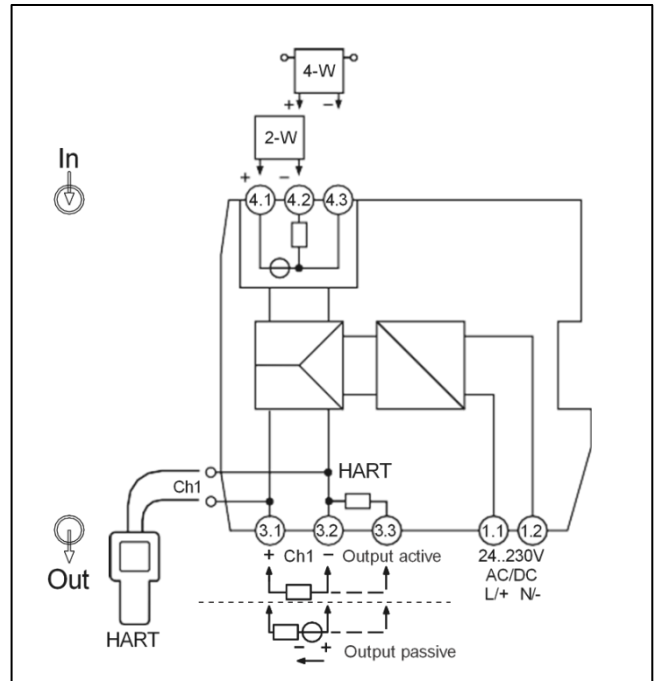 4-W
+ −
2-W
In
+ −
4.1 4.2 4.3
HART
Ch1
3.1 3.2 3.3 1.1 1.2
+ Ch1 − Output active 24..230V
AC/DC
Out
L/+ N/-
HART
− + Output passive